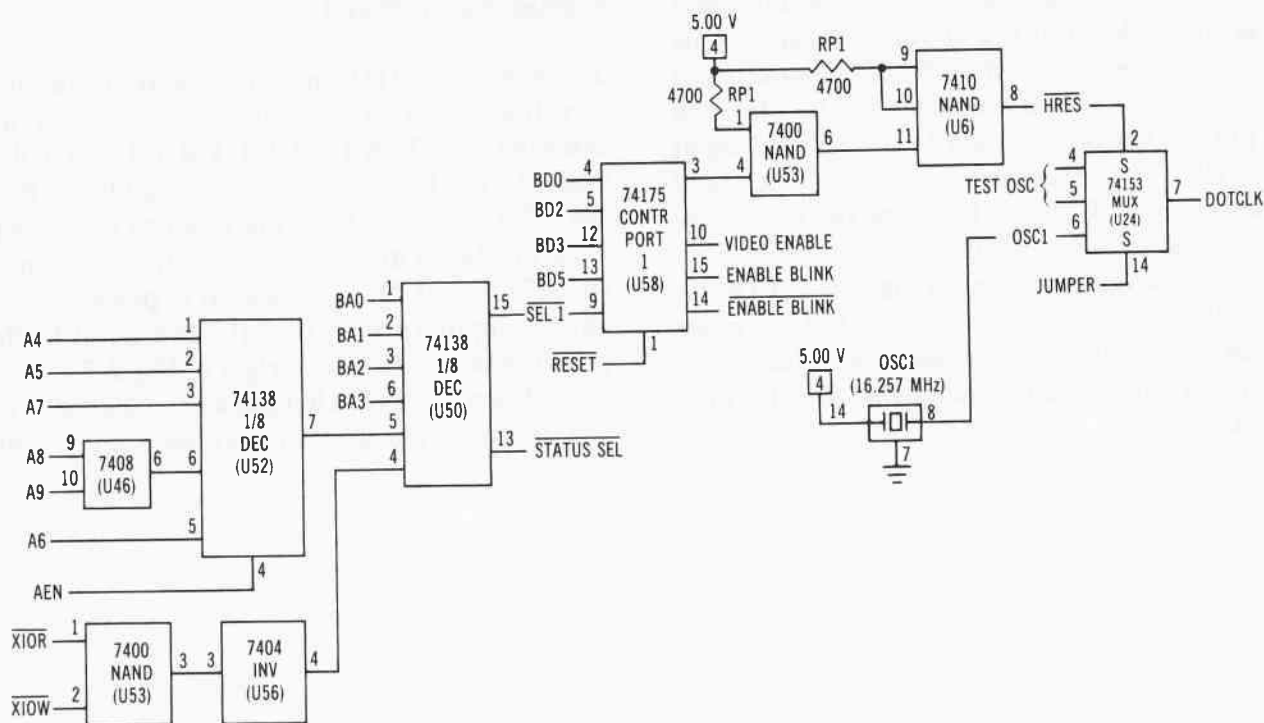 5.00 V
4
RP1
4700
4700
RP1
9
10
11
7410
NAND
(U6)
8
HRES
1
4
7400
NAND
(U53)
6
2
4
5
6
TEST OSC
OSC1
S
74153
MUX
(U24)
S
7
DOTCLK
14
JUMPER
BD0
4
BD2
5
BD3
12
BD5
13
SEL 1
9
74175
CONTR
PORT
1
(U58)
3
10
VIDEO ENABLE
15
ENABLE BLINK
14
ENABLE BLINK
1
RESET
5.00 V
4
14
OSC1
(16.257 MHz)
8
7
BA0
1
BA1
2
BA2
3
BA3
6
5
4
74138
1/8
DEC
(U50)
15
13
STATUS SEL
A4
1
A5
2
A7
3
A8
9
A9
10
7408
(U46)
6
6
A6
5
74138
1/8
DEC
(U52)
7
4
AEN
XIOR
1
XIOW
2
7400
NAND
(U53)
3
3
7404
INV
(U56)
4